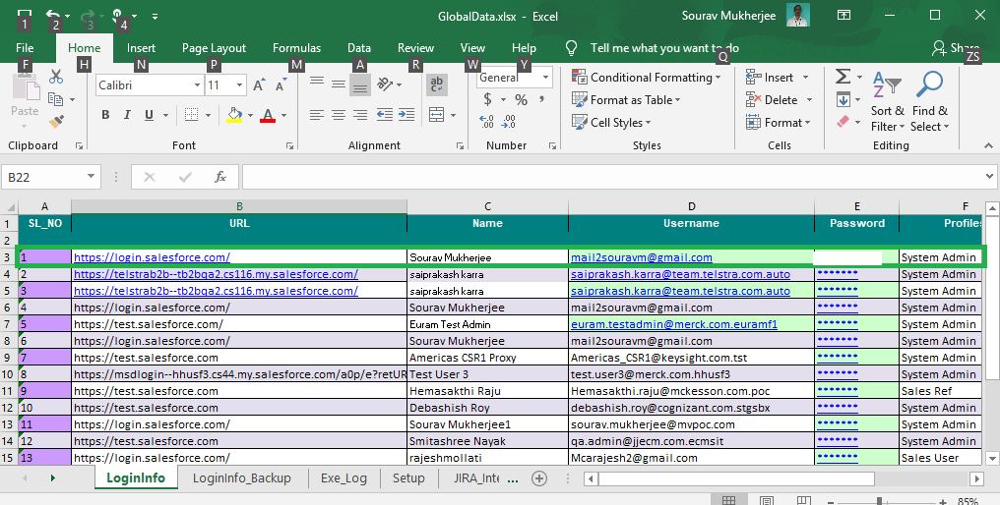 GlobalData.xlsx - Excel
Sourav Mukherjee
1 2 3 4
File Home Insert Page Layout Formulas Data Review View Help Tell me what you want to do Share
F H N P M A R W Y Q ZS
Paste
Calibri 11
B I U A
ab
General
$ % ,
Conditional Formatting
Format as Table
Cell Styles
Insert
Delete
Format
Sort &
Filter
Find &
Select
Clipboard Font Alignment Number Styles Cells Editing
B22 fx
A B C D E F
1 SL_NO URL Name Username Password Profiles
2
3 1 https://login.salesforce.com/ Sourav Mukherjee mail2souravm@gmail.com System Admin
4 2 https://telstrab2b--tb2bqa2.cs116.my.salesforce.com/ saiprakash karra saiprakash.karra@team.telstra.com.auto ******* System Admin
5 3 https://telstrab2b--tb2bqa2.cs116.my.salesforce.com/ saiprakash karra saiprakash.karra@team.telstra.com.auto ******* System Admin
6 4 https://login.salesforce.com/ Sourav Mukherjee mail2souravm@gmail.com ******* System Admin
7 5 https://test.salesforce.com/ Euram Test Admin euram.testadmin@merck.com.euramf1 ******* System Admin
8 6 https://login.salesforce.com/ Sourav Mukherjee mail2souravm@gmail.com ******* System Admin
9 7 https://test.salesforce.com Americas CSR1 Proxy Americas_CSR1@keysight.com.tst ******* System Admin
10 8 https://msdlogin--hhusf3.cs44.my.salesforce.com/a0p/e?retUR Test User 3 test.user3@merck.com.hhusf3 ******* System Admin
11 9 https://test.salesforce.com Hemasakthi Raju Hemasakthi.raju@mckesson.com.poc ******* Sales Ref
12 10 https://test.salesforce.com Debashish Roy debashish.roy@cognizant.com.stgsbx ******* System Admin
13 11 https://login.salesforce.com/ Sourav Mukherjee1 sourav.mukherjee@mvpoc.com ******* System Admin
14 12 https://test.salesforce.com Smitashree Nayak qa.admin@jjecm.com.ecmsit ******* System Admin
15 13 https://login.salesforce.com/ rajeshmollati Mcarajesh2@gmail.com ******* Sales User
LoginInfo LoginInfo_Backup Exe_Log Setup JIRA_Inte ...
85%